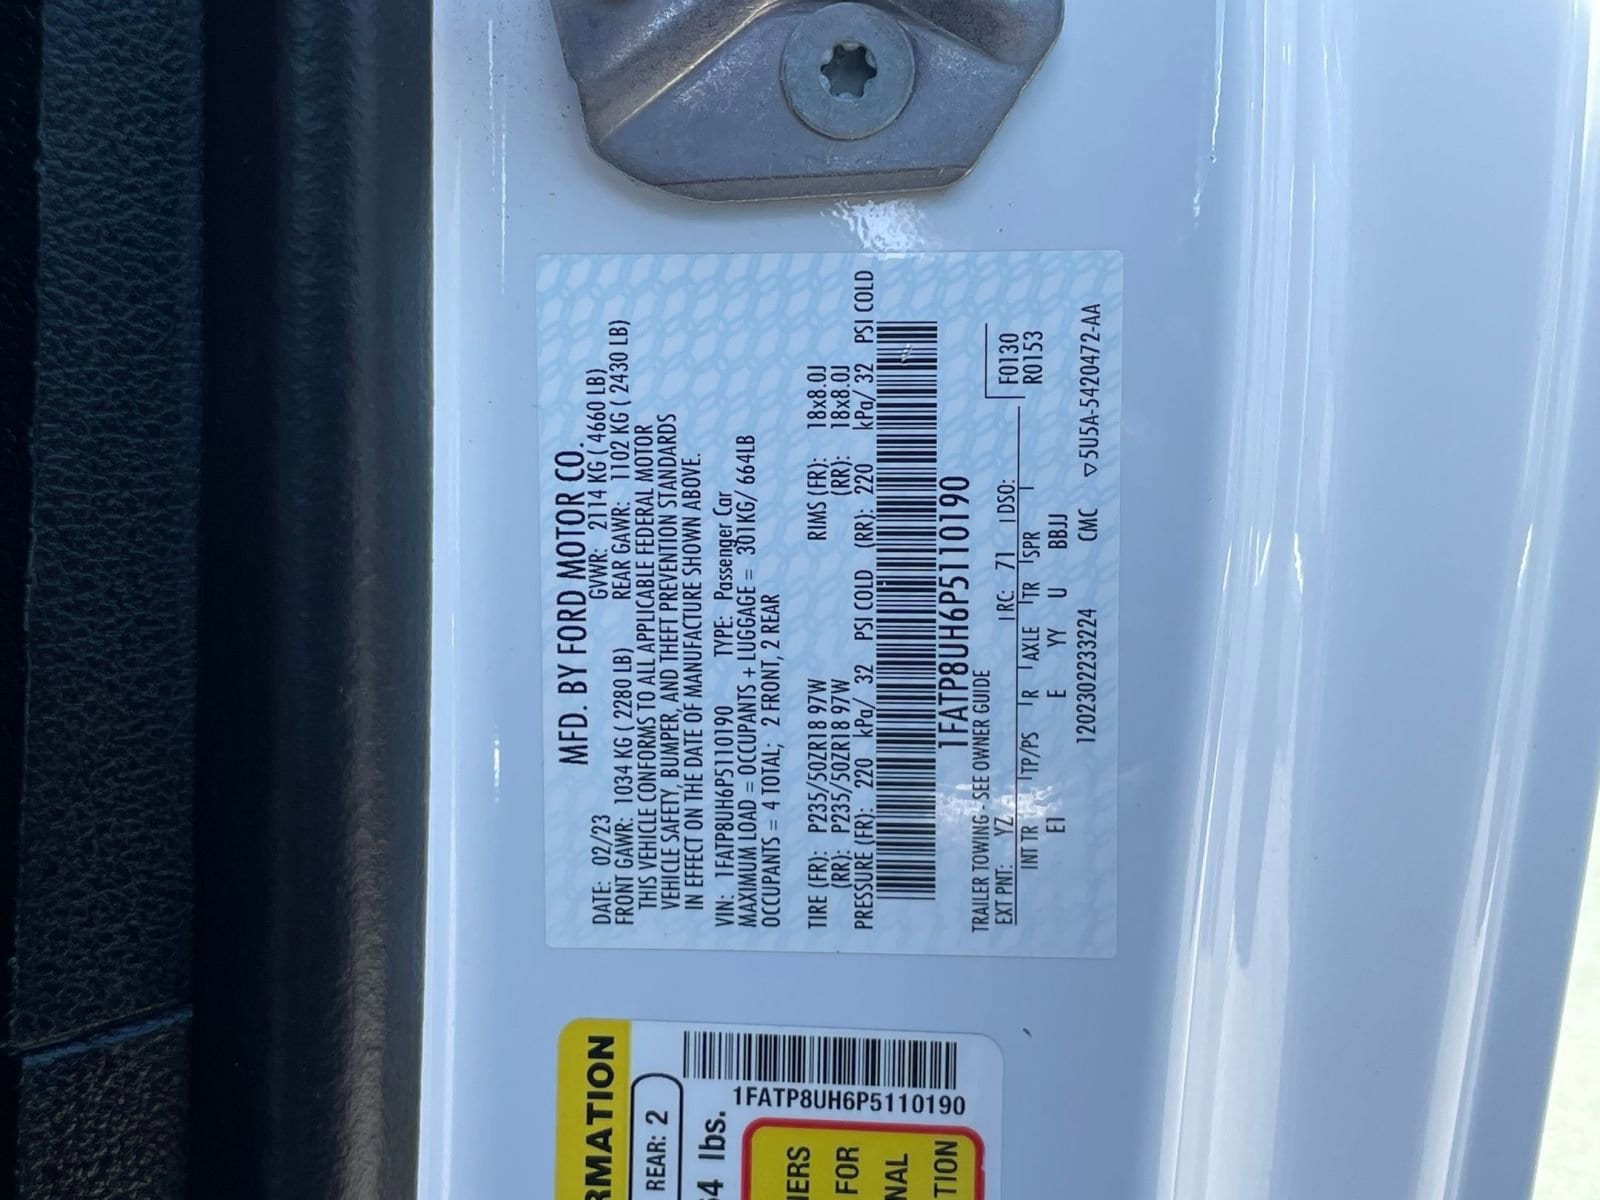 MFD. BY FORD MOTOR CO.
DATE: 02/23 GVWR: 2114 KG ( 4660 LB)
FRONT GAWR: 1034 KG ( 2280 LB) REAR GAWR: 1102 KG ( 2430 LB)
THIS VEHICLE CONFORMS TO ALL APPLICABLE FEDERAL MOTOR
VEHICLE SAFETY, BUMPER, AND THEFT PREVENTION STANDARDS
IN EFFECT ON THE DATE OF MANUFACTURE SHOWN ABOVE.
VIN: 1FATP8UH6P5110190 TYPE: Passenger Car
MAXIMUM LOAD = OCCUPANTS + LUGGAGE = 301KG/ 664LB
OCCUPANTS = 4 TOTAL; 2 FRONT, 2 REAR
TIRE (FR): P235/50ZR18 97W RIMS (FR): 18x8.0J
(RR): P235/50ZR18 97W (RR): 18x8.0J
PRESSURE (FR): 220 kPa/ 32 PSI COLD (RR): 220 kPa/ 32 PSI COLD
1FATP8UH6P5110190
TRAILER TOWING - SEE OWNER GUIDE
EXT PNT: YZ RC: 71 DSO: F0130
INT TR TP/PS R AXLE TR SPR R0153
E1 E YY U BBJJ
12023022332​24 CMC ▽5U5A-5420472-AA
RMATION
REAR: 2
64 lbs.
1FATP8UH6P5110190
NERS
FOR
NAL
TION